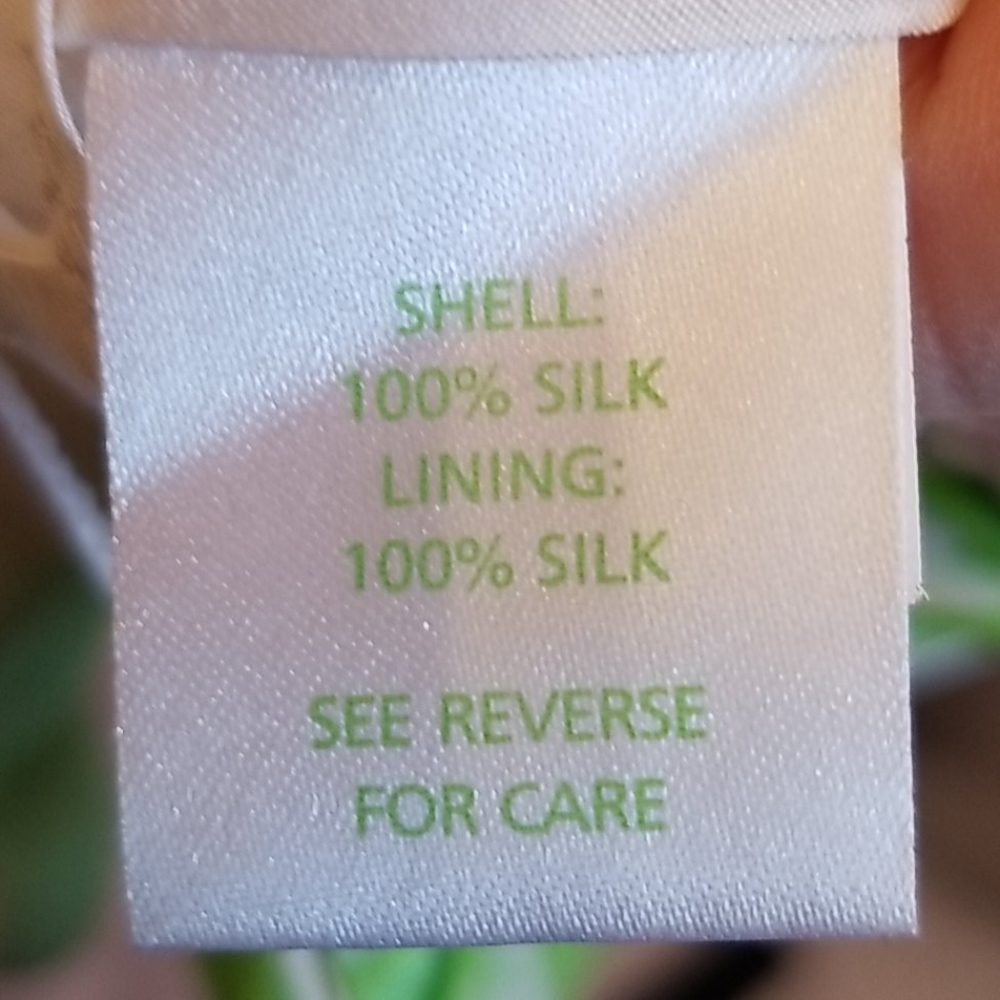 SHELL:
100% SILK
LINING:
100% SILK
SEE REVERSE
FOR CARE